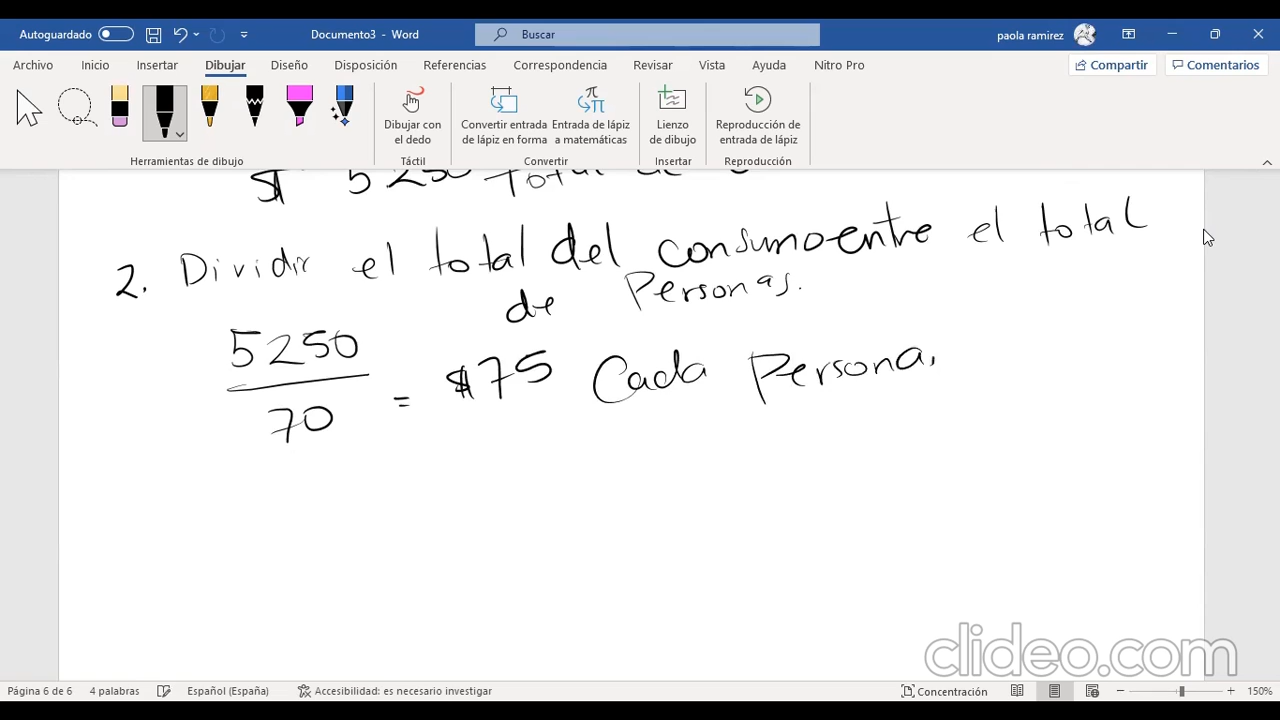 Autoguardado
Documento3 - Word
Buscar
paola ramirez
Archivo Inicio Insertar Dibujar Diseño Disposición Referencias Correspondencia Revisar Vista Ayuda Nitro Pro
Compartir Comentarios
Dibujar con el dedo
Convertir entrada de lápiz en forma
Entrada de lápiz a matemáticas
Lienzo de dibujo
Reproducción de entrada de lápiz
Herramientas de dibujo Táctil Convertir Insertar Reproducción
$ 5250 Total de
2. Dividir el total del consumo entre el total
de Personas.
5250
70
= $75 Cada Persona.
clideo.com
Página 6 de 6 4 palabras Español (España) Accesibilidad: es necesario investigar Concentración 150%